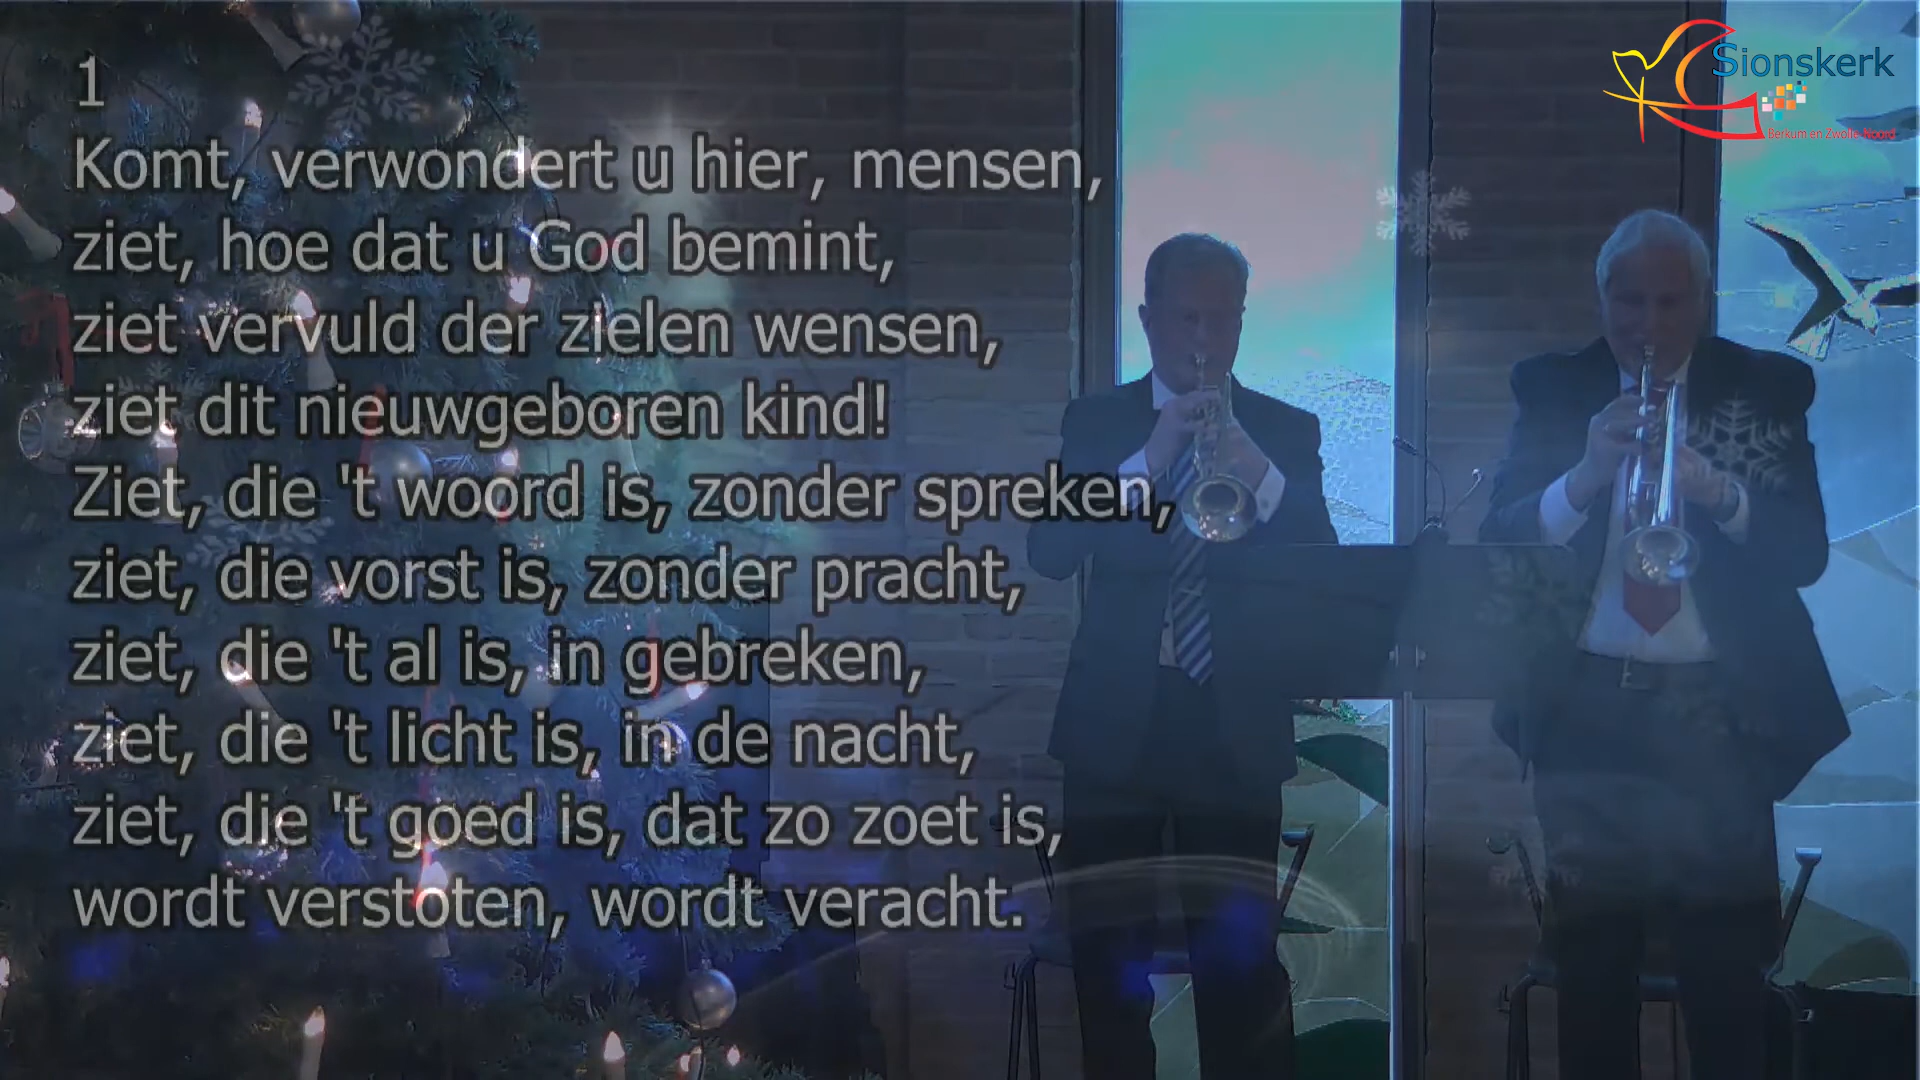 1
Komt, verwondert u hier, mensen,
ziet, hoe dat u God bemint,
ziet vervuld der zielen wensen,
ziet dit nieuwgeboren kind!
Ziet, die 't woord is, zonder spreken,
ziet, die vorst is, zonder pracht,
ziet, die 't al is, in gebreken,
ziet, die 't licht is, in de nacht,
ziet, die 't goed is, dat zo zoet is,
wordt verstoten, wordt veracht.
Sionskerk
Berkum en Zwolle-Noord